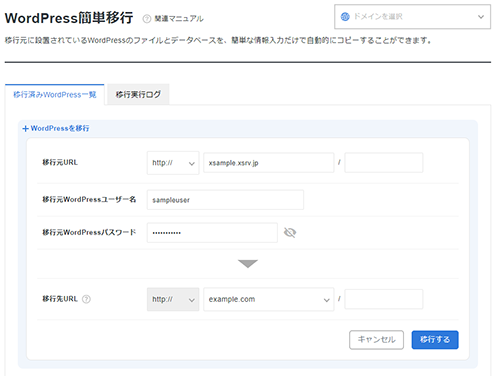 WordPress簡単移行 ? 関連マニュアル
ドメインを選択
移行元に設置されているWordPressのファイルとデータベースを、簡単な情報入力だけで自動的にコピーすることができます。
移行済みWordPress一覧 移行実行ログ
+ WordPressを移行
移行元URL http:// xsample.xsrv.jp /
移行元WordPressユーザー名 sampleuser
移行元WordPressパスワード •••••••••••
移行先URL ? http:// example.com /
キャンセル 移行する